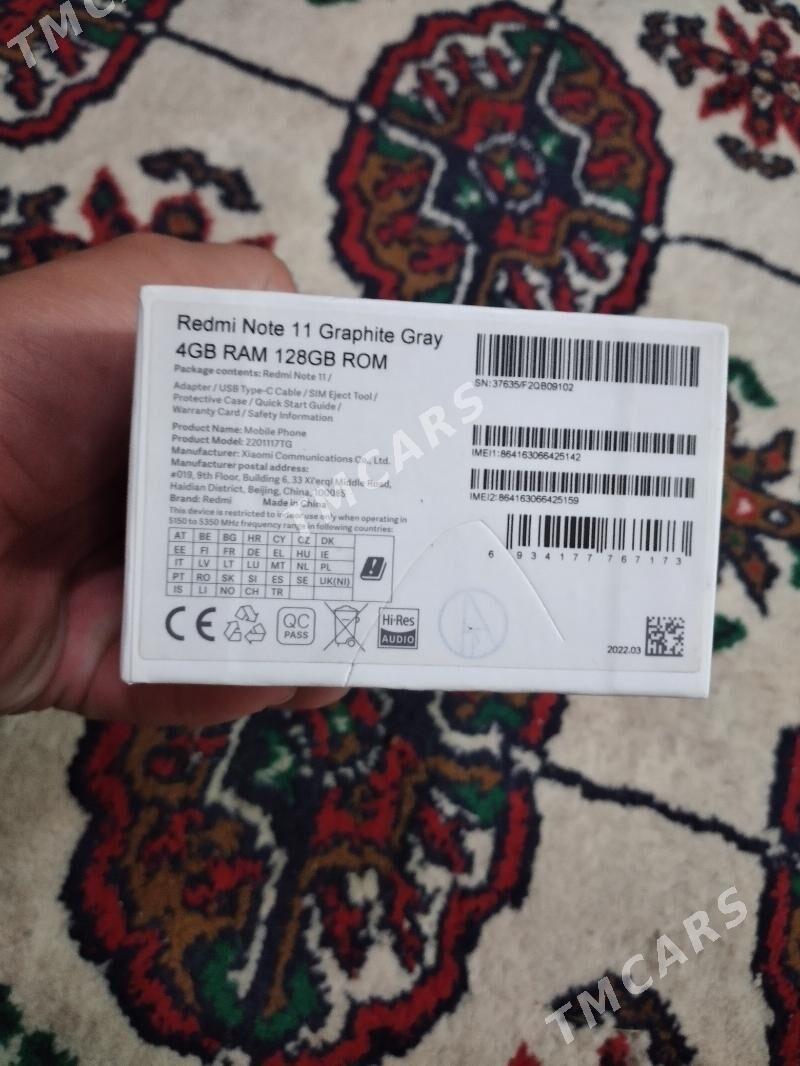 TMCARS
Redmi Note 11 Graphite Gray
4GB RAM 128GB ROM
Package contents: Redmi Note 11 /
Adapter / USB Type-C Cable / SIM Eject Tool /
Protective Case / Quick Start Guide /
Warranty Card / Safety Information
Product Name: Mobile Phone
Product Model: 2201117TG
Manufacturer: Xiaomi Communications Co., Ltd.
Manufacturer postal address:
#019, 9th Floor, Building 6, 33 Xi'erqi Middle Road,
Haidian District, Beijing, China, 100085
Brand: Redmi Made in China
This device is restricted to indoor use only when operating in
5150 to 5350 MHz frequency range in following countries:
AT BE BG HR CY CZ DK
EE FI FR DE EL HU IE
IT LV LT LU MT NL PL
PT RO SK SI ES SE UK(NI)
IS LI NO CH TR
CE
QC
PASS
Hi-Res
AUDIO
SN: 37635/F2QB09102
IMEI1:864163066425142
IMEI2:864163066425159
6 934177 767173
2022.03
TMCARS
TMCARS